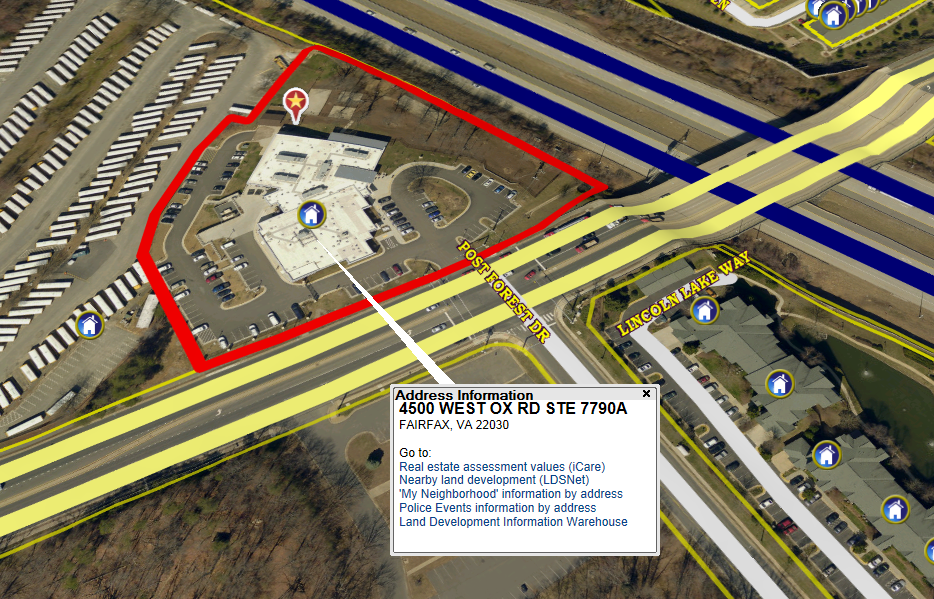 EN
POST FOREST DR
LINCOLN LAKE WAY
Address Information
4500 WEST OX RD STE 7790A
FAIRFAX, VA 22030
Go to:
Real estate assessment values (iCare)
Nearby land development (LDSNet)
'My Neighborhood' information by address
Police Events information by address
Land Development Information Warehouse